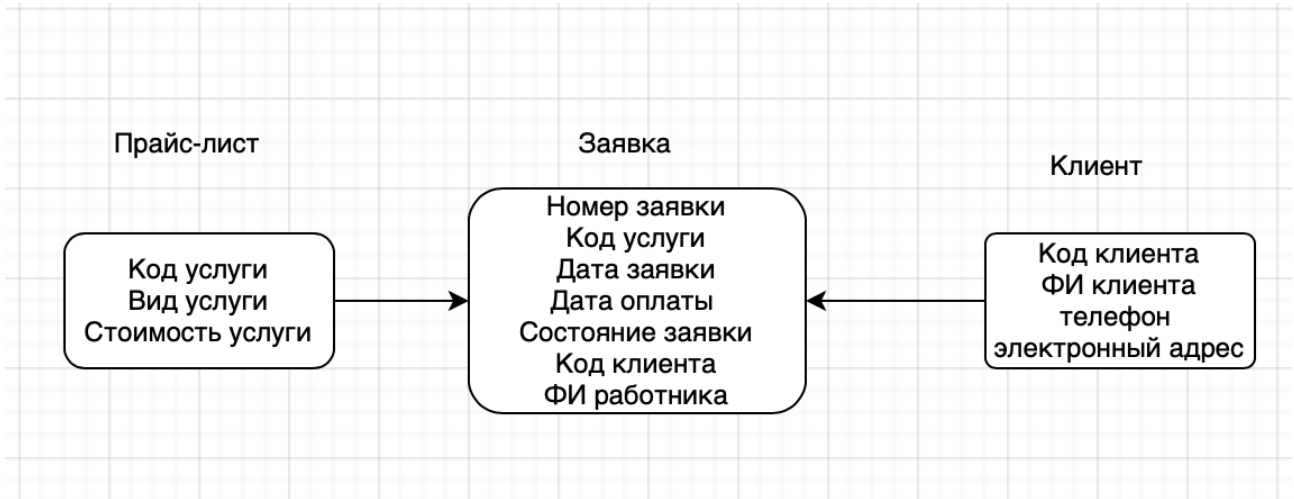 Прайс-лист
Код услуги
Вид услуги
Стоимость услуги
Заявка
Номер заявки
Код услуги
Дата заявки
Дата оплаты
Состояние заявки
Код клиента
ФИ работника
Клиент
Код клиента
ФИ клиента
телефон
электронный адрес